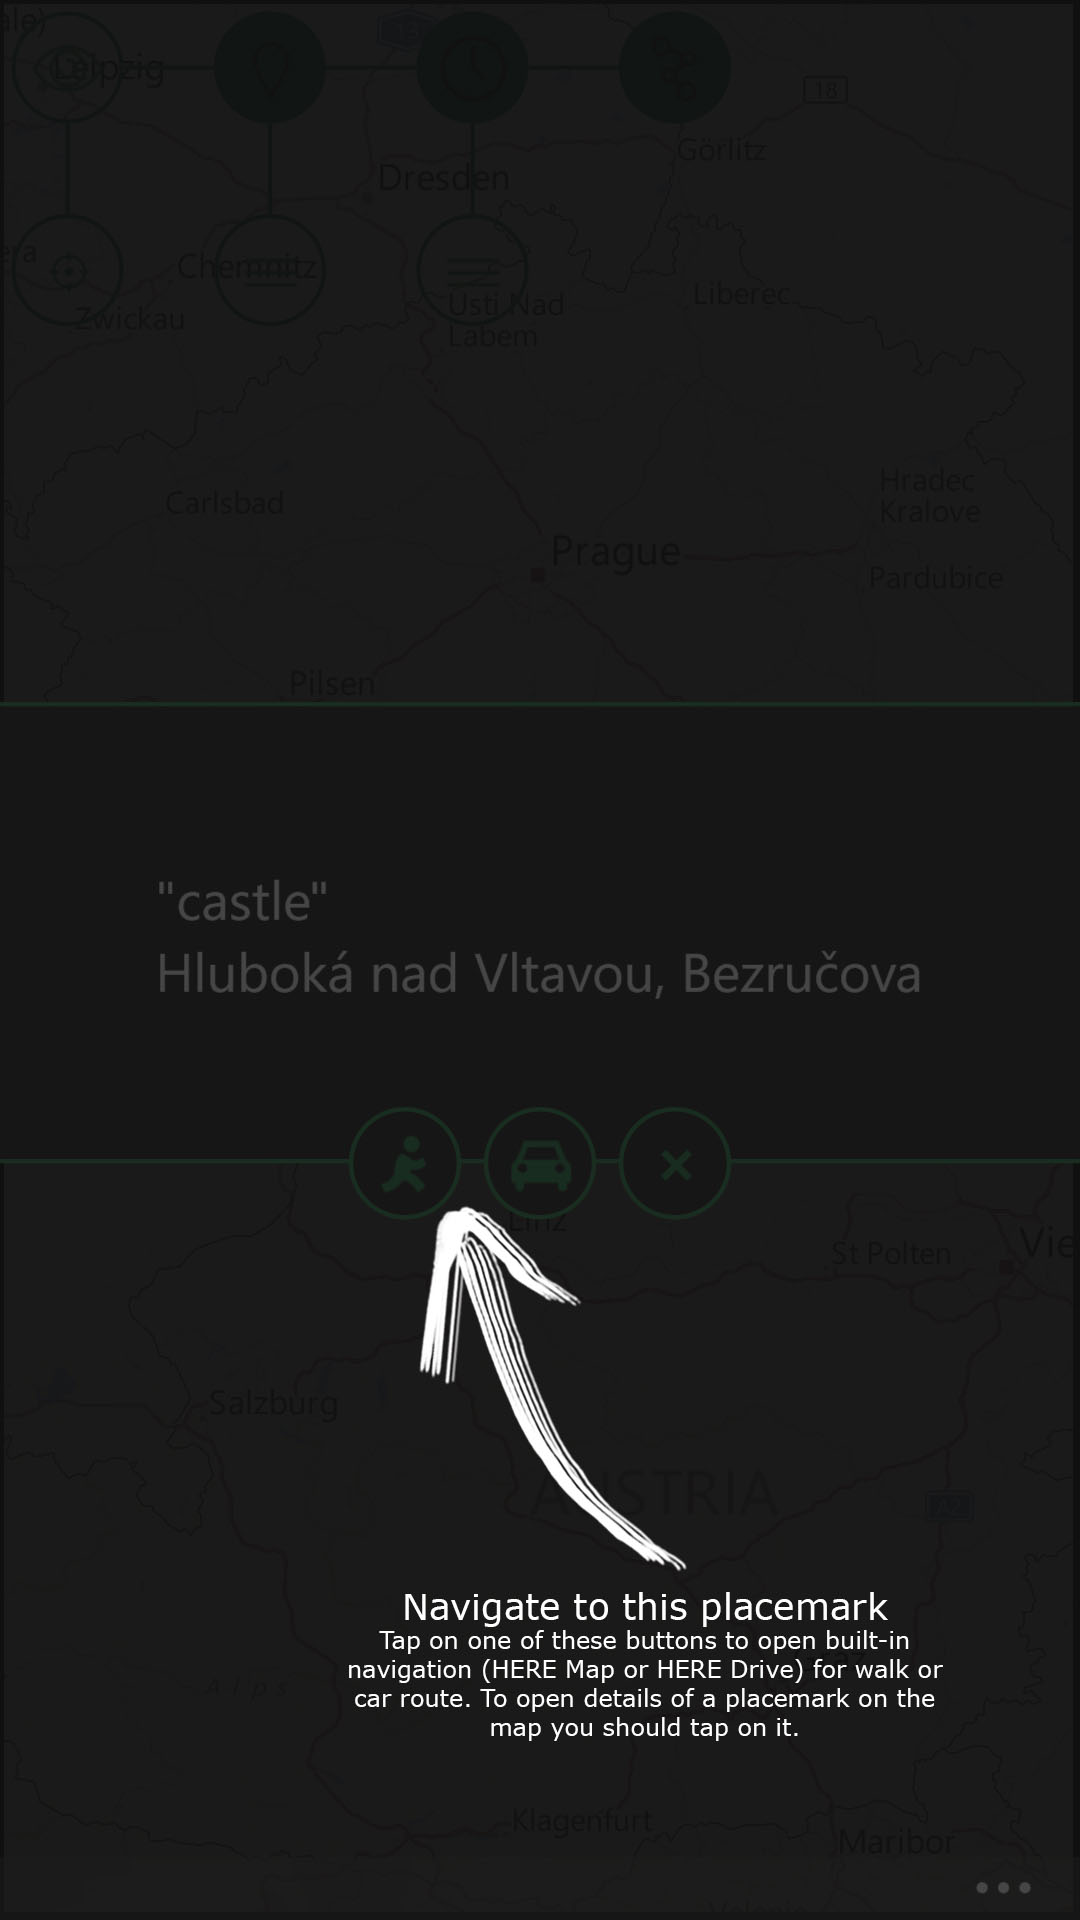 ale)
Leipzig
18
Görlitz
Dresden
era
Chemnitz
Zwickau
Usti Nad
Labem
Liberec
Carlsbad
Hradec
Kralove
Prague
Pardubice
Pilsen
"castle"
Hluboká nad Vltavou, Bezručova
Linz
St Polten
Vie
Salzburg
AUSTRIA
A2
Navigate to this placemark
Tap on one of these buttons to open built-in
navigation (HERE Map or HERE Drive) for walk or
car route. To open details of a placemark on the
map you should tap on it.
Alps
Klagenfurt
Maribor